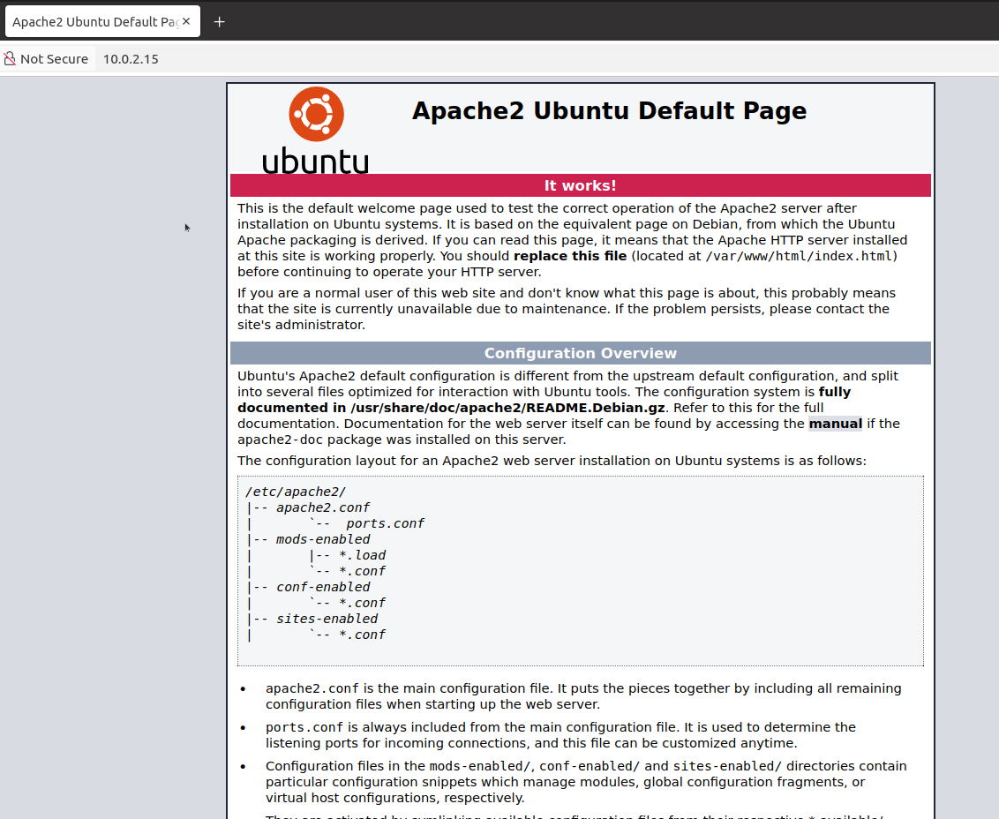 Apache2 Ubuntu Default Pag
Not Secure 10.0.2.15
ubuntu
Apache2 Ubuntu Default Page
It works!
This is the default welcome page used to test the correct operation of the Apache2 server after
installation on Ubuntu systems. It is based on the equivalent page on Debian, from which the Ubuntu
Apache packaging is derived. If you can read this page, it means that the Apache HTTP server installed
at this site is working properly. You should replace this file (located at /var/www/html/index.html)
before continuing to operate your HTTP server.
If you are a normal user of this web site and don't know what this page is about, this probably means
that the site is currently unavailable due to maintenance. If the problem persists, please contact the
site's administrator.
Configuration Overview
Ubuntu's Apache2 default configuration is different from the upstream default configuration, and split
into several files optimized for interaction with Ubuntu tools. The configuration system is fully
documented in /usr/share/doc/apache2/README.Debian.gz. Refer to this for the full
documentation. Documentation for the web server itself can be found by accessing the manual if the
apache2-doc package was installed on this server.
The configuration layout for an Apache2 web server installation on Ubuntu systems is as follows:
/etc/apache2/
|-- apache2.conf
|       `--  ports.conf
|-- mods-enabled
|       |-- *.load
|       `-- *.conf
|-- conf-enabled
|       `-- *.conf
|-- sites-enabled
|       `-- *.conf
• apache2.conf is the main configuration file. It puts the pieces together by including all remaining
configuration files when starting up the web server.
• ports.conf is always included from the main configuration file. It is used to determine the
listening ports for incoming connections, and this file can be customized anytime.
• Configuration files in the mods-enabled/, conf-enabled/ and sites-enabled/ directories contain
particular configuration snippets which manage modules, global configuration fragments, or
virtual host configurations, respectively.
They are activated by symlinking available configuration files from their respective *-available/